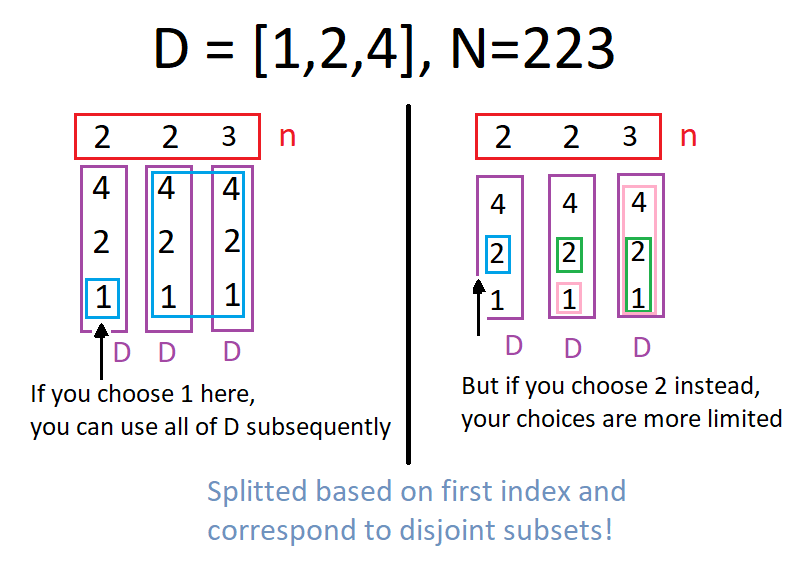 D = [1,2,4], N=223
2 2 3 n
4 4 4
2 2 2
1 1 1
D D D
If you choose 1 here,
you can use all of D subsequently
2 2 3 n
4 4 4
2 2 2
1 1 1
D D D
But if you choose 2 instead,
your choices are more limited
Splitted based on first index and
correspond to disjoint subsets!